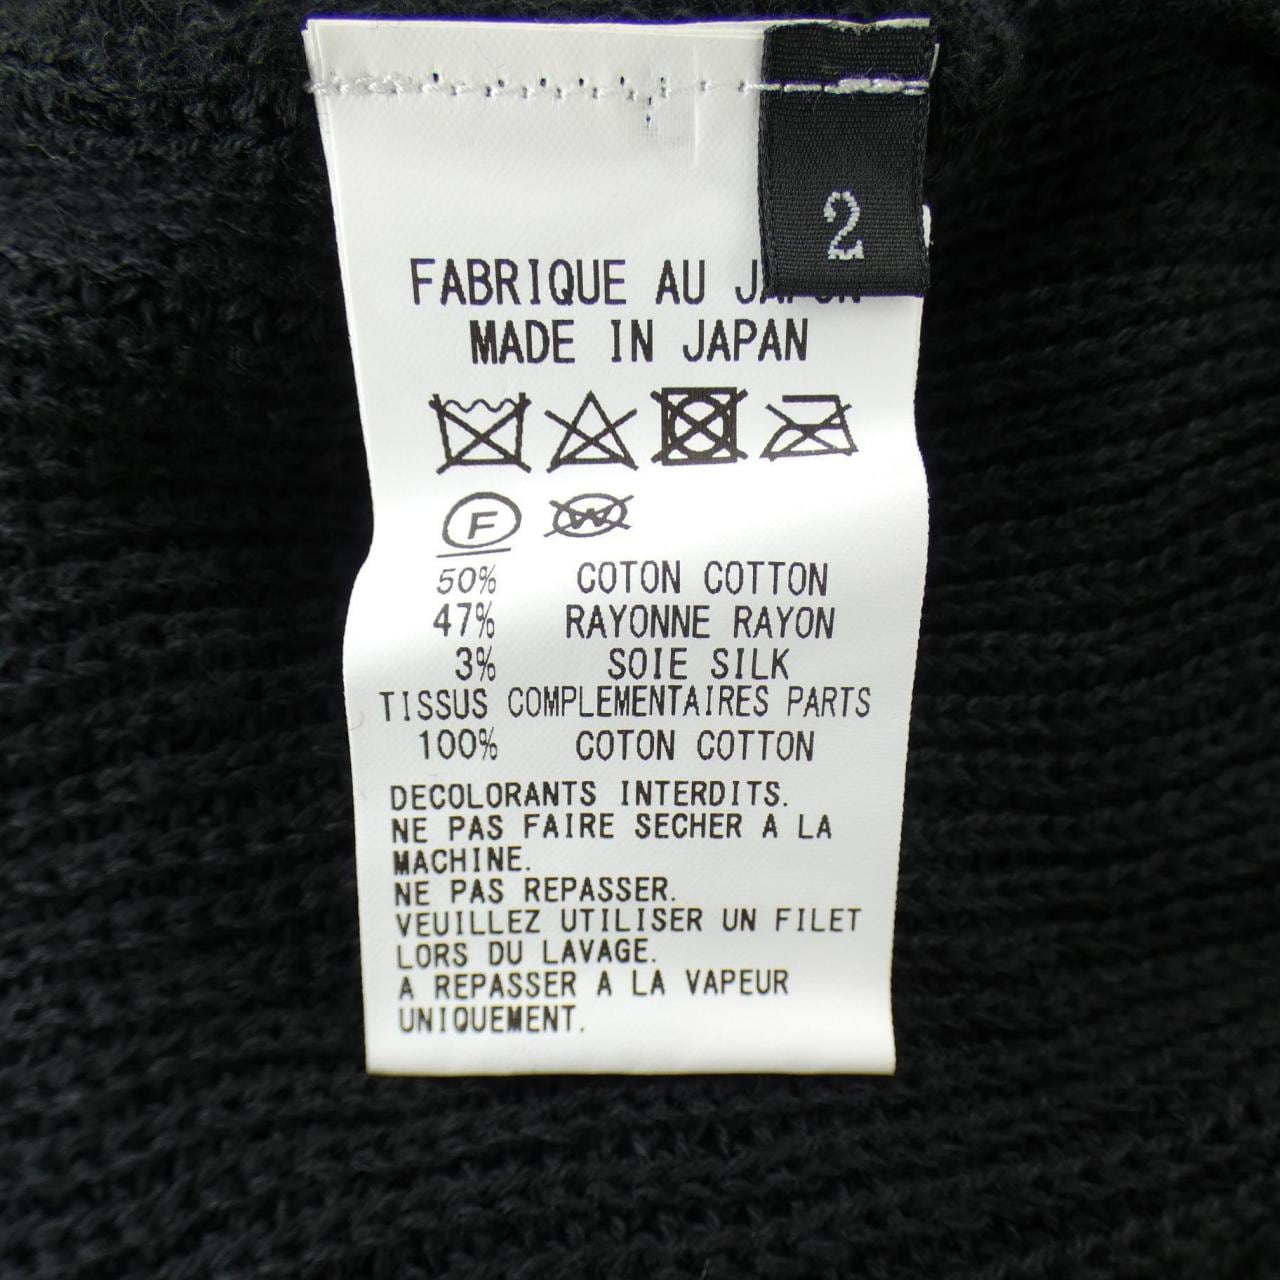 2
FABRIQUE AU JAPON
MADE IN JAPAN
F W
50% COTON COTTON
47% RAYONNE RAYON
3% SOIE SILK
TISSUS COMPLEMENTAIRES PARTS
100% COTON COTTON
DECOLORANTS INTERDITS.
NE PAS FAIRE SECHER A LA
MACHINE.
NE PAS REPASSER.
VEUILLEZ UTILISER UN FILET
LORS DU LAVAGE.
A REPASSER A LA VAPEUR
UNIQUEMENT.